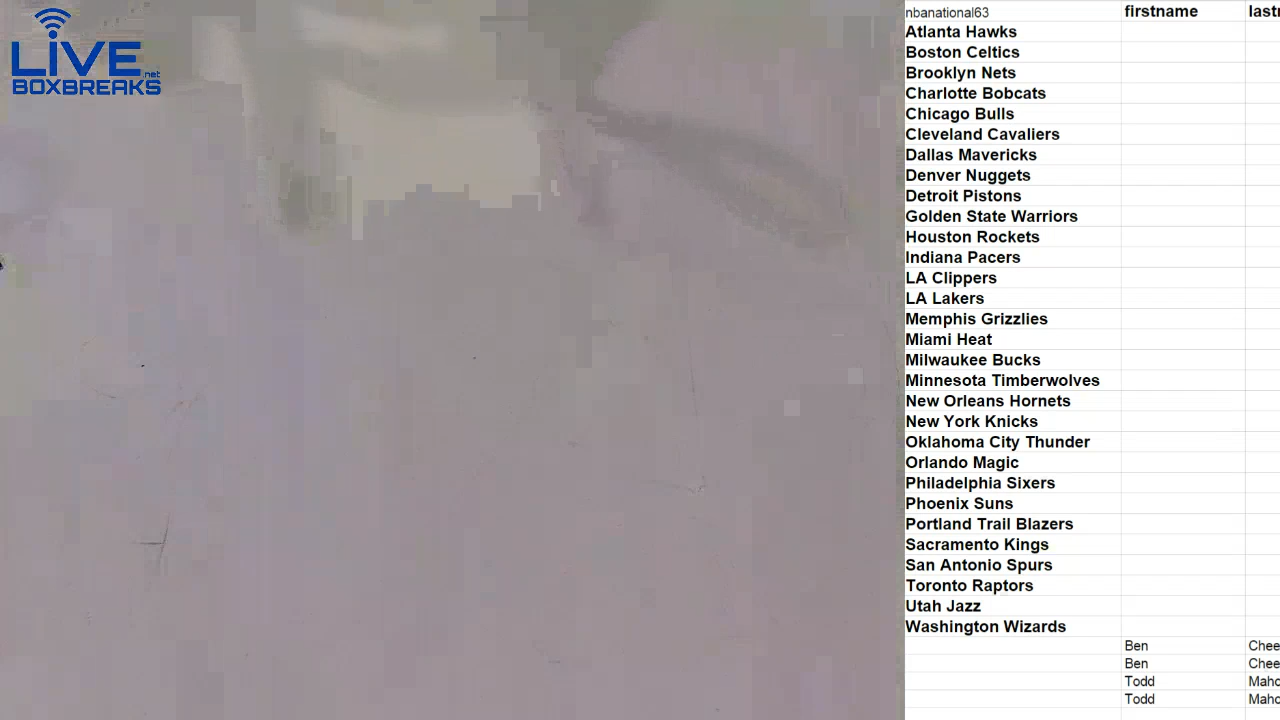 LIVE.net
BOXBREAKS
nbanational63 firstname
Atlanta Hawks
Boston Celtics
Brooklyn Nets
Charlotte Bobcats
Chicago Bulls
Cleveland Cavaliers
Dallas Mavericks
Denver Nuggets
Detroit Pistons
Golden State Warriors
Houston Rockets
Indiana Pacers
LA Clippers
LA Lakers
Memphis Grizzlies
Miami Heat
Milwaukee Bucks
Minnesota Timberwolves
New Orleans Hornets
New York Knicks
Oklahoma City Thunder
Orlando Magic
Philadelphia Sixers
Phoenix Suns
Portland Trail Blazers
Sacramento Kings
San Antonio Spurs
Toronto Raptors
Utah Jazz
Washington Wizards
Ben Chee
Ben Chee
Todd
Todd